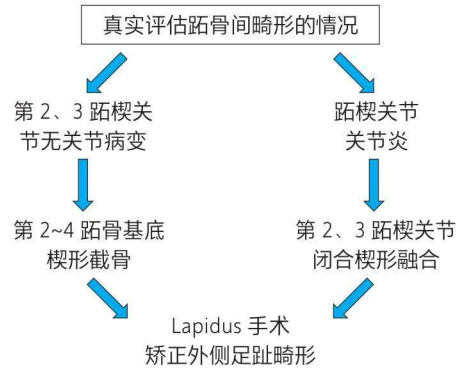 真实评估跖骨间畸形的情况
第 2、3 跖楔关
节无关节病变
跖楔关节
关节炎
第 2~4 跖骨基底
楔形截骨
第 2、3 跖楔关节
闭合楔形融合
Lapidus 手术
矫正外侧足趾畸形